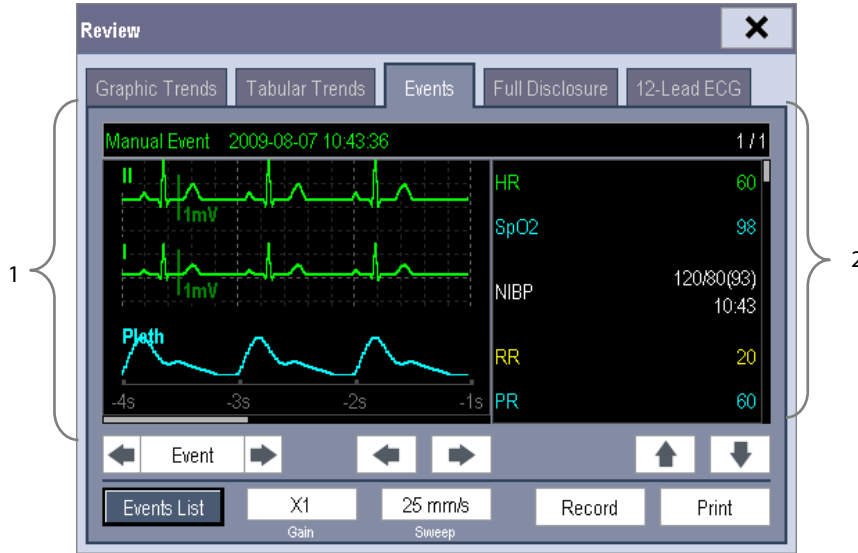 Review
Graphic Trends Tabular Trends Events Full Disclosure 12-Lead ECG
Manual Event 2009-08-07 10:43:36 1 / 1
II
1mV
I
1mV
Pleth
-4s -3s -2s -1s
HR 60
SpO2 98
NIBP 120/80(93)
10:43
RR 20
PR 60
1
2
Event
Events List X1 25 mm/s Record Print
Gain Sweep